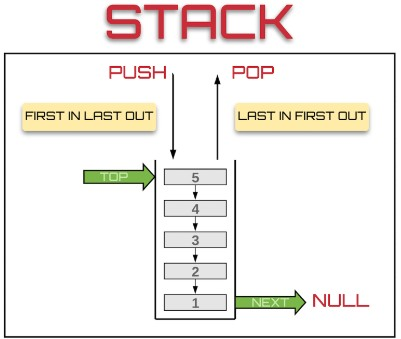 STACK
PUSH POP
FIRST IN LAST OUT LAST IN FIRST OUT
TOP 5
4
3
2
1 NEXT NULL